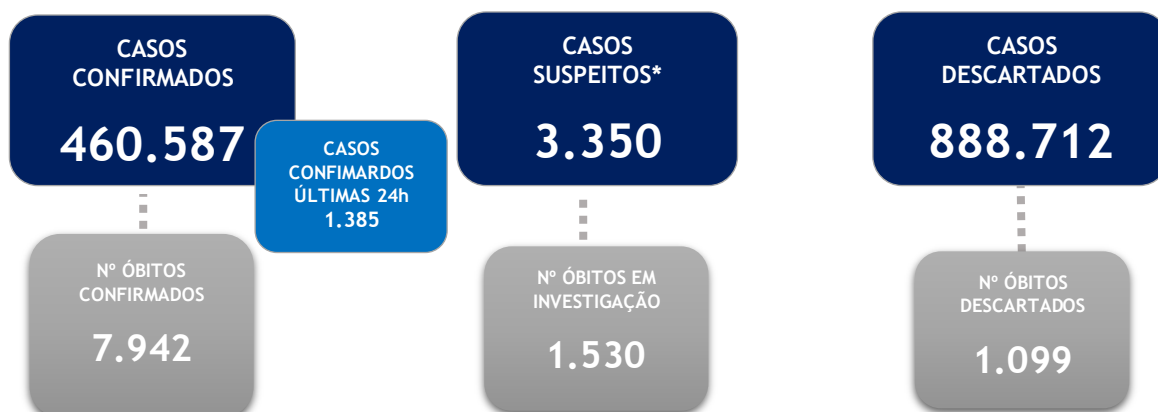 CASOS
CONFIRMADOS
460.587
CASOS
CONFIMARDOS
ÚLTIMAS 24h
1.385
Nº ÓBITOS
CONFIRMADOS
7.942
CASOS
SUSPEITOS*
3.350
Nº ÓBITOS EM
INVESTIGAÇÃO
1.530
CASOS
DESCARTADOS
888.712
Nº ÓBITOS
DESCARTADOS
1.099